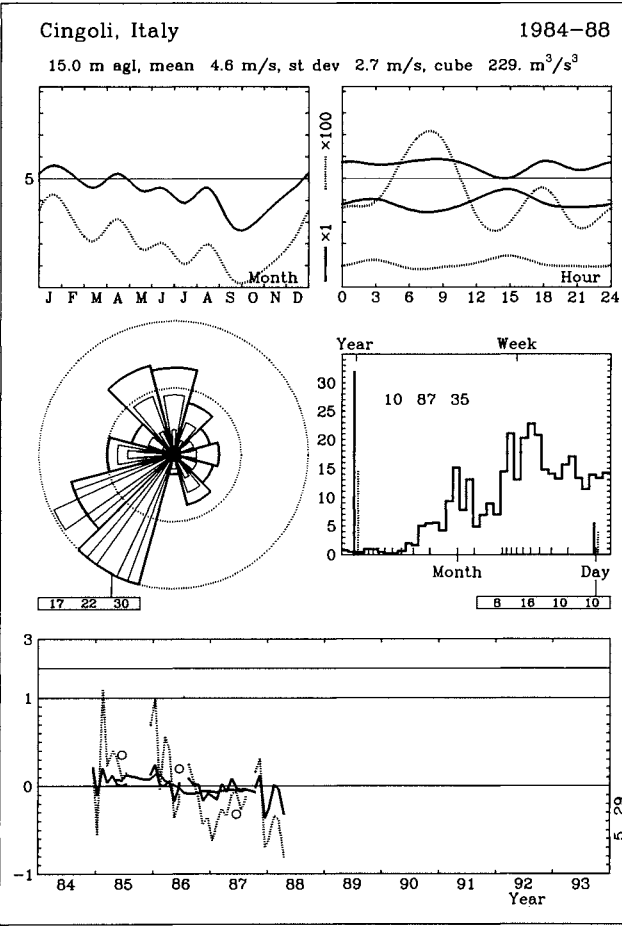 Cingoli, Italy 1984-88
15.0 m agl, mean 4.6 m/s, st dev 2.7 m/s, cube 229. m³/s³
5
×1 ×100
Month
J F M A M J J A S O N D
Hour
0 3 6 9 12 15 18 21 24
17 22 30
Year Week
10 87 35
35
30
25
20
15
10
5
0
Month Day
8 16 10 10
3
1
0
-1
84 85 86 87 88 89 90 91 92 93
Year
5 29